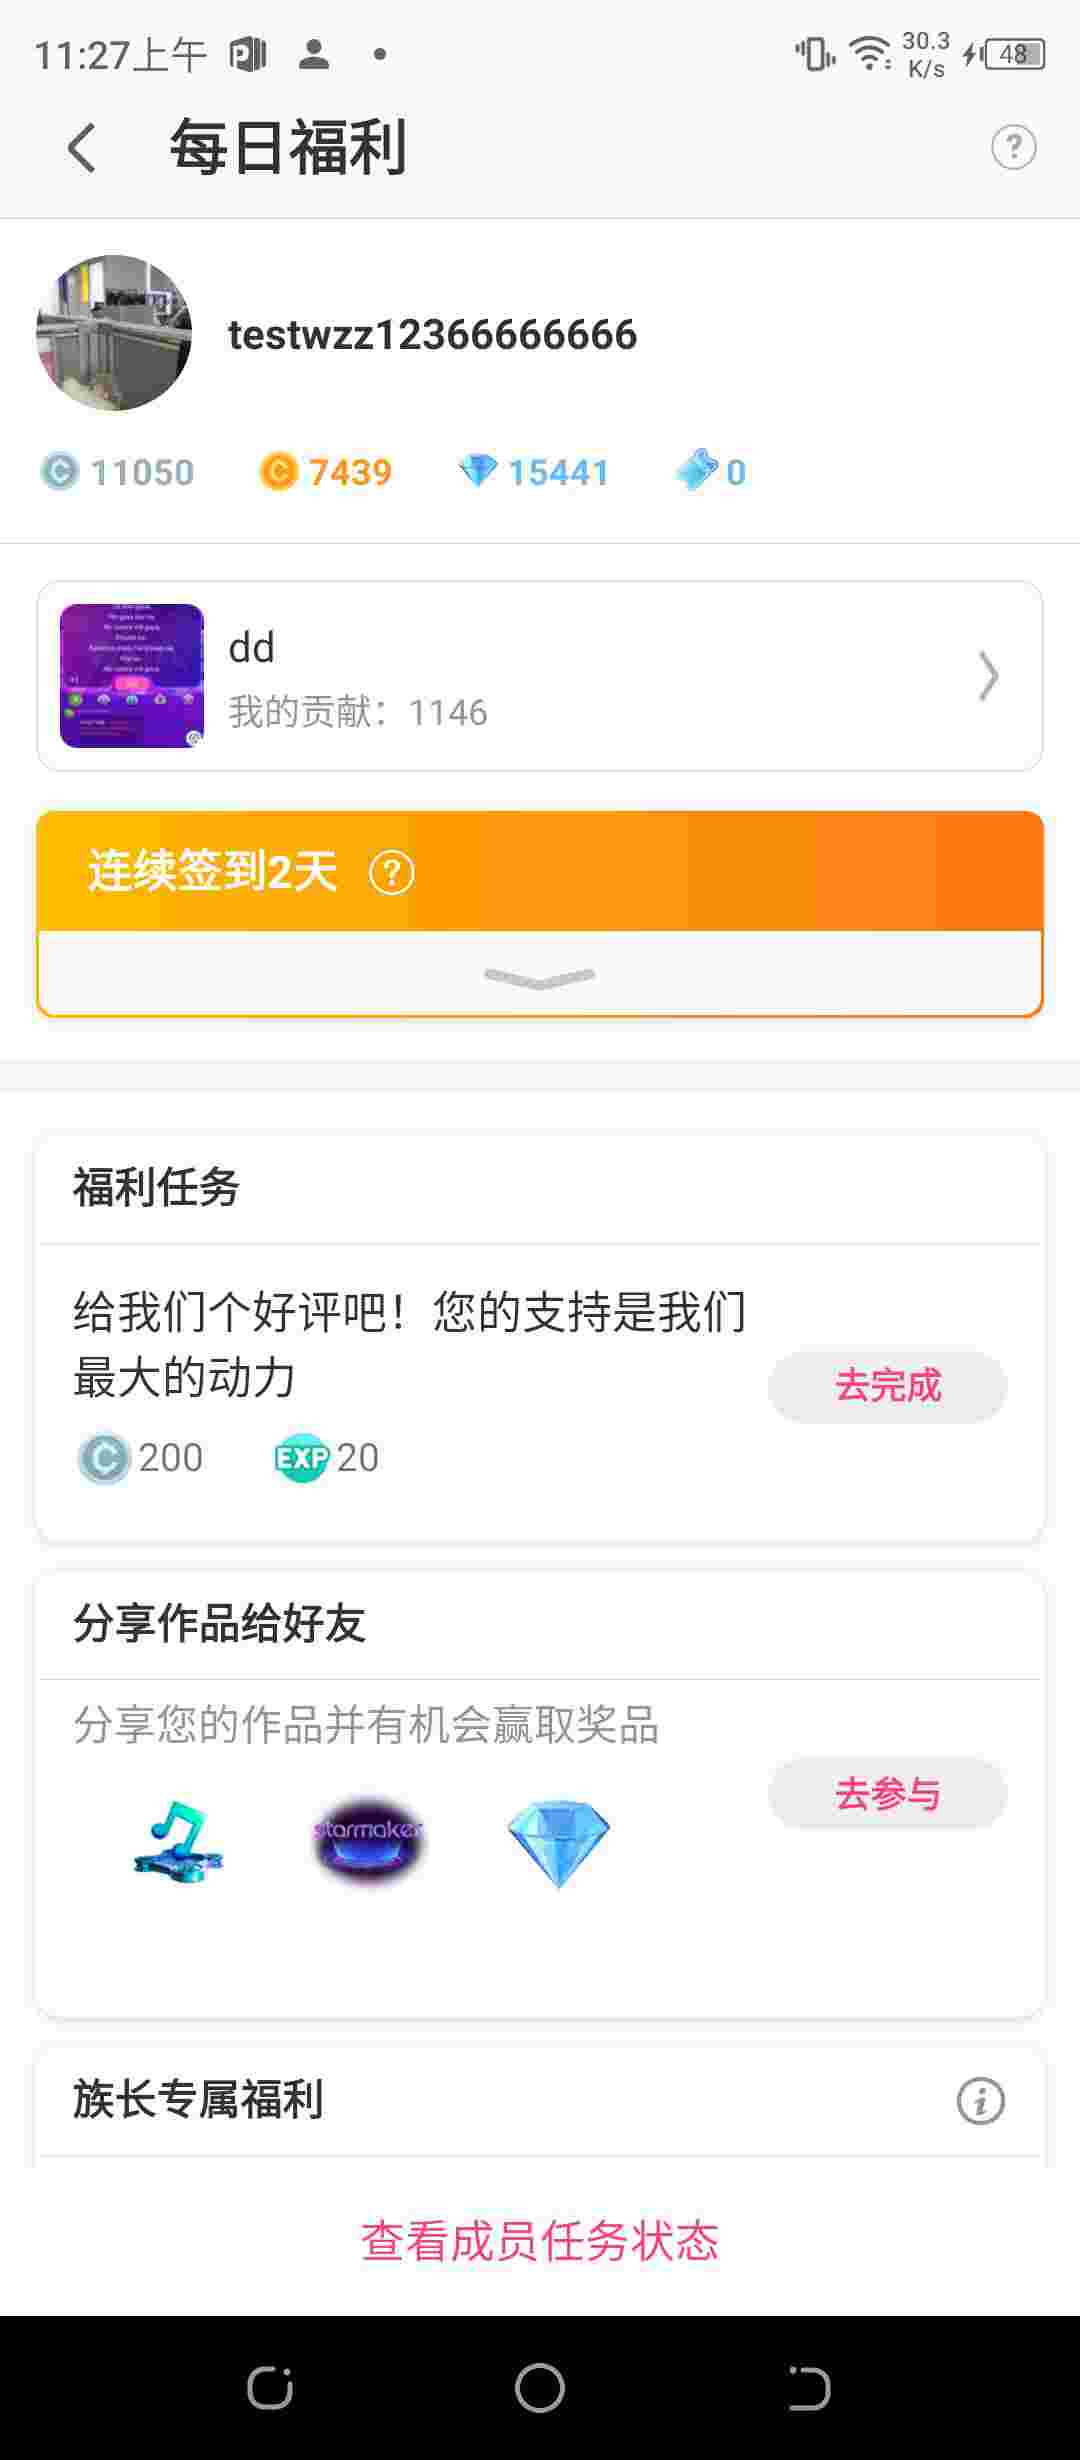 11:27上午
30.3
K/s
48
每日福利
testwzz12366666666
11050
7439
15441
0
dd
我的贡献：1146
连续签到2天
福利任务
给我们个好评吧！您的支持是我们
最大的动力
去完成
200
EXP 20
分享作品给好友
分享您的作品并有机会赢取奖品
去参与
starmaker
族长专属福利
查看成员任务状态